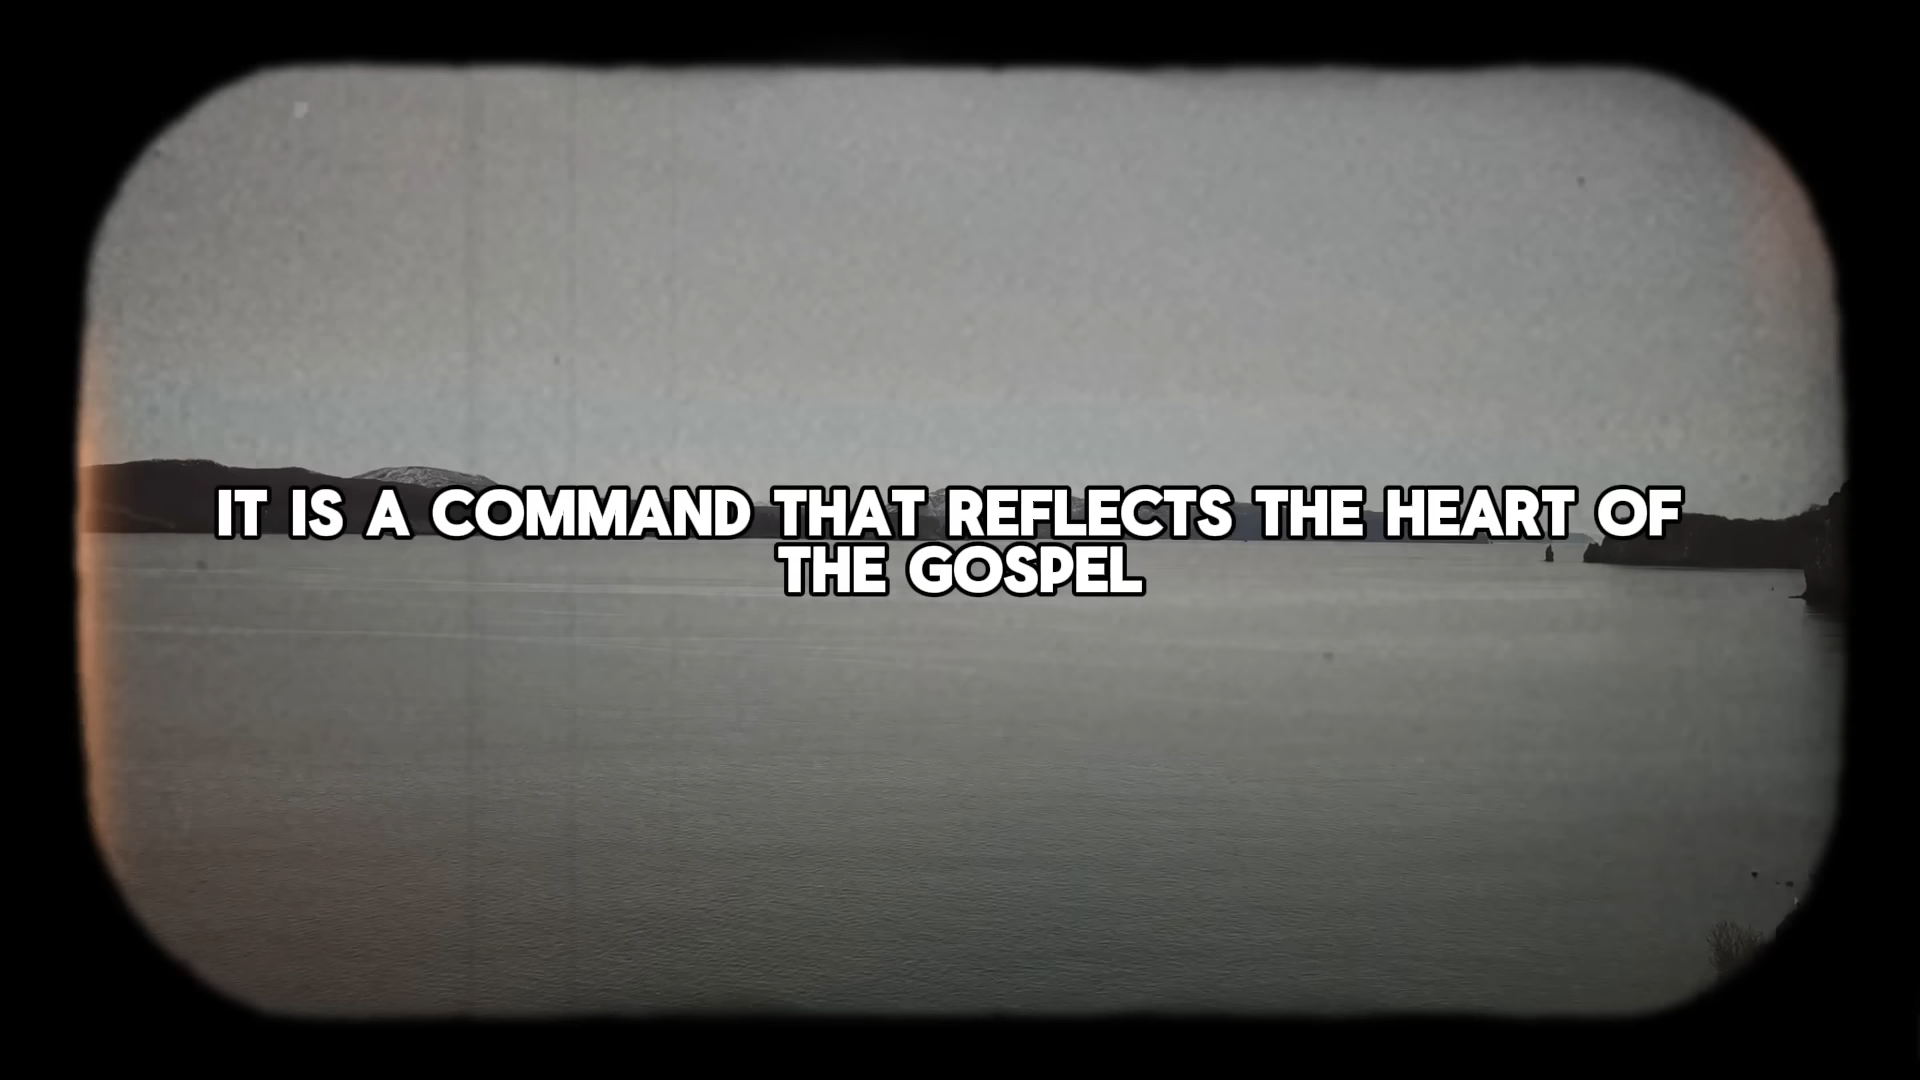 IT IS A COMMAND THAT REFLECTS THE HEART OF
THE GOSPEL